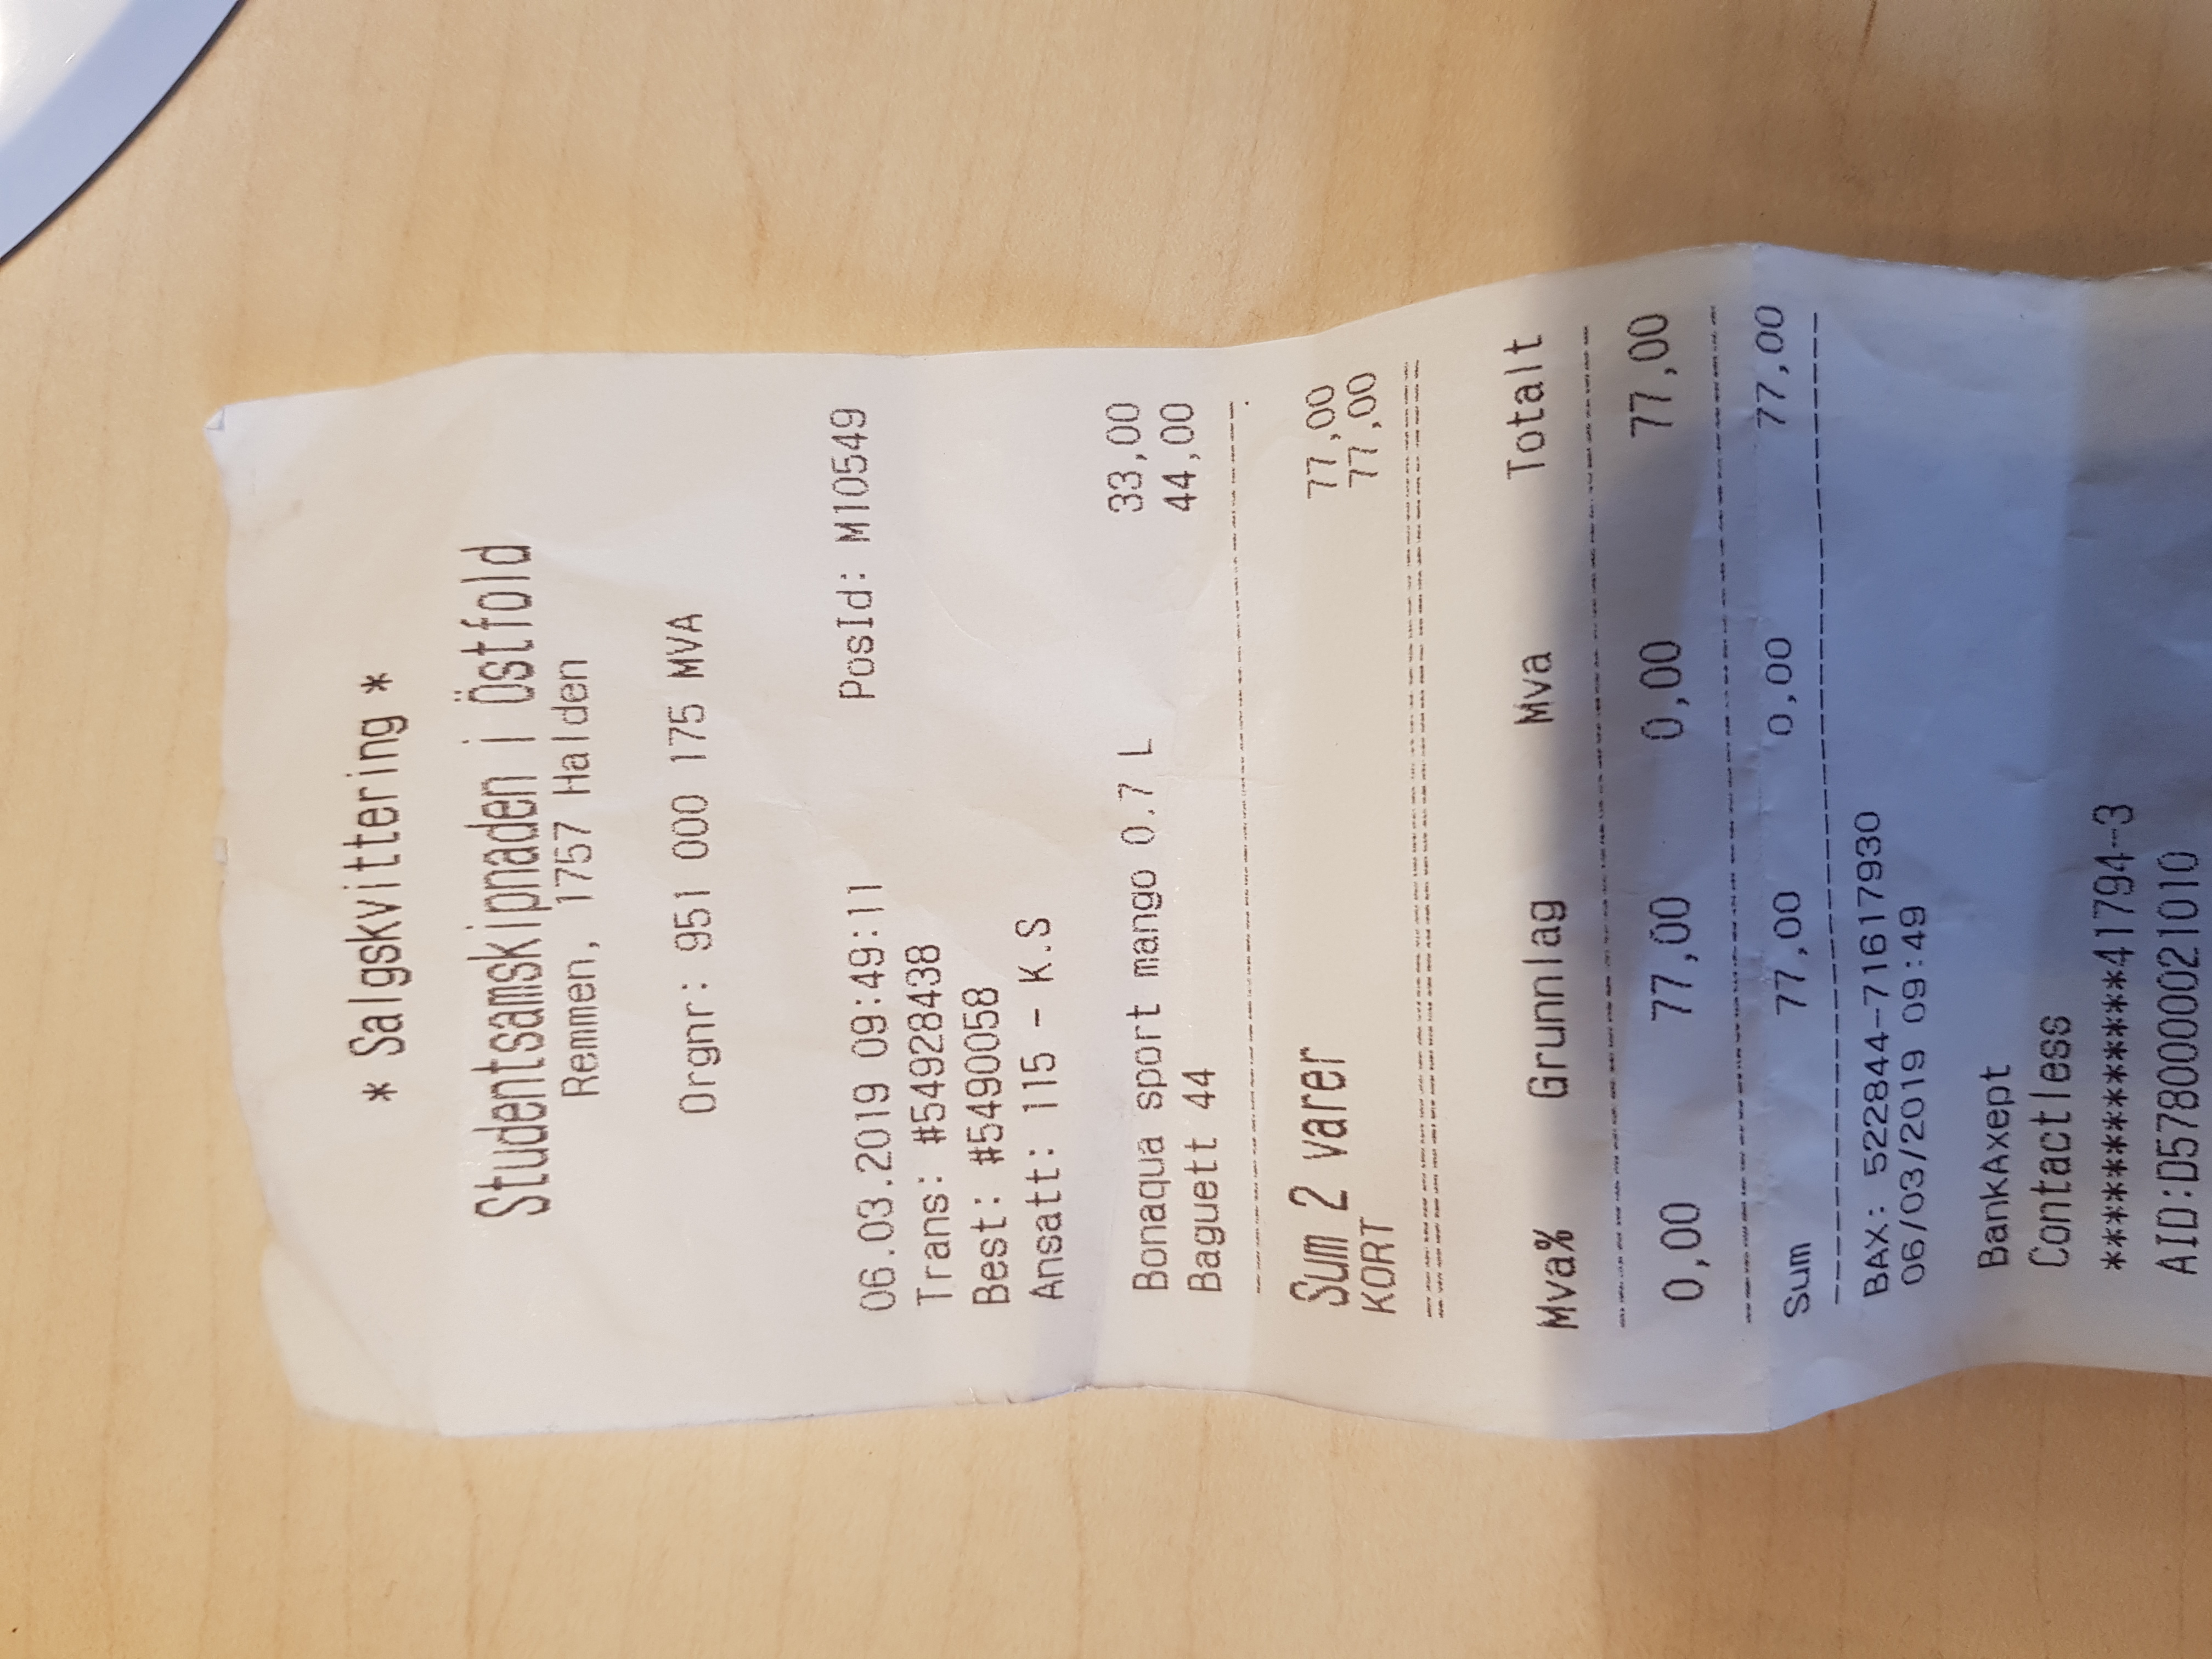 * Salgskvittering *
Studentsamskipnaden i Östfold
Remmen, 1757 Halden
Orgnr: 951 000 175 MVA
06.03.2019 09:49:11 PosId: M10549
Trans: #54928438
Best: #5490058
Ansatt: 115 - K.S
Bonaqua sport mango 0.7 L 33,00
Baguett 44 44,00
Sum 2 varer 77,00
KORT 77,00
Mva% Grunnlag Mva Totalt
0,00 77,00 0,00 77,00
Sum 77,00 0,00 77,00
BAX: 522844-71617930
06/03/2019 09:49
BankAxept
Contactless
*************41794-3
AID:D5780000021010